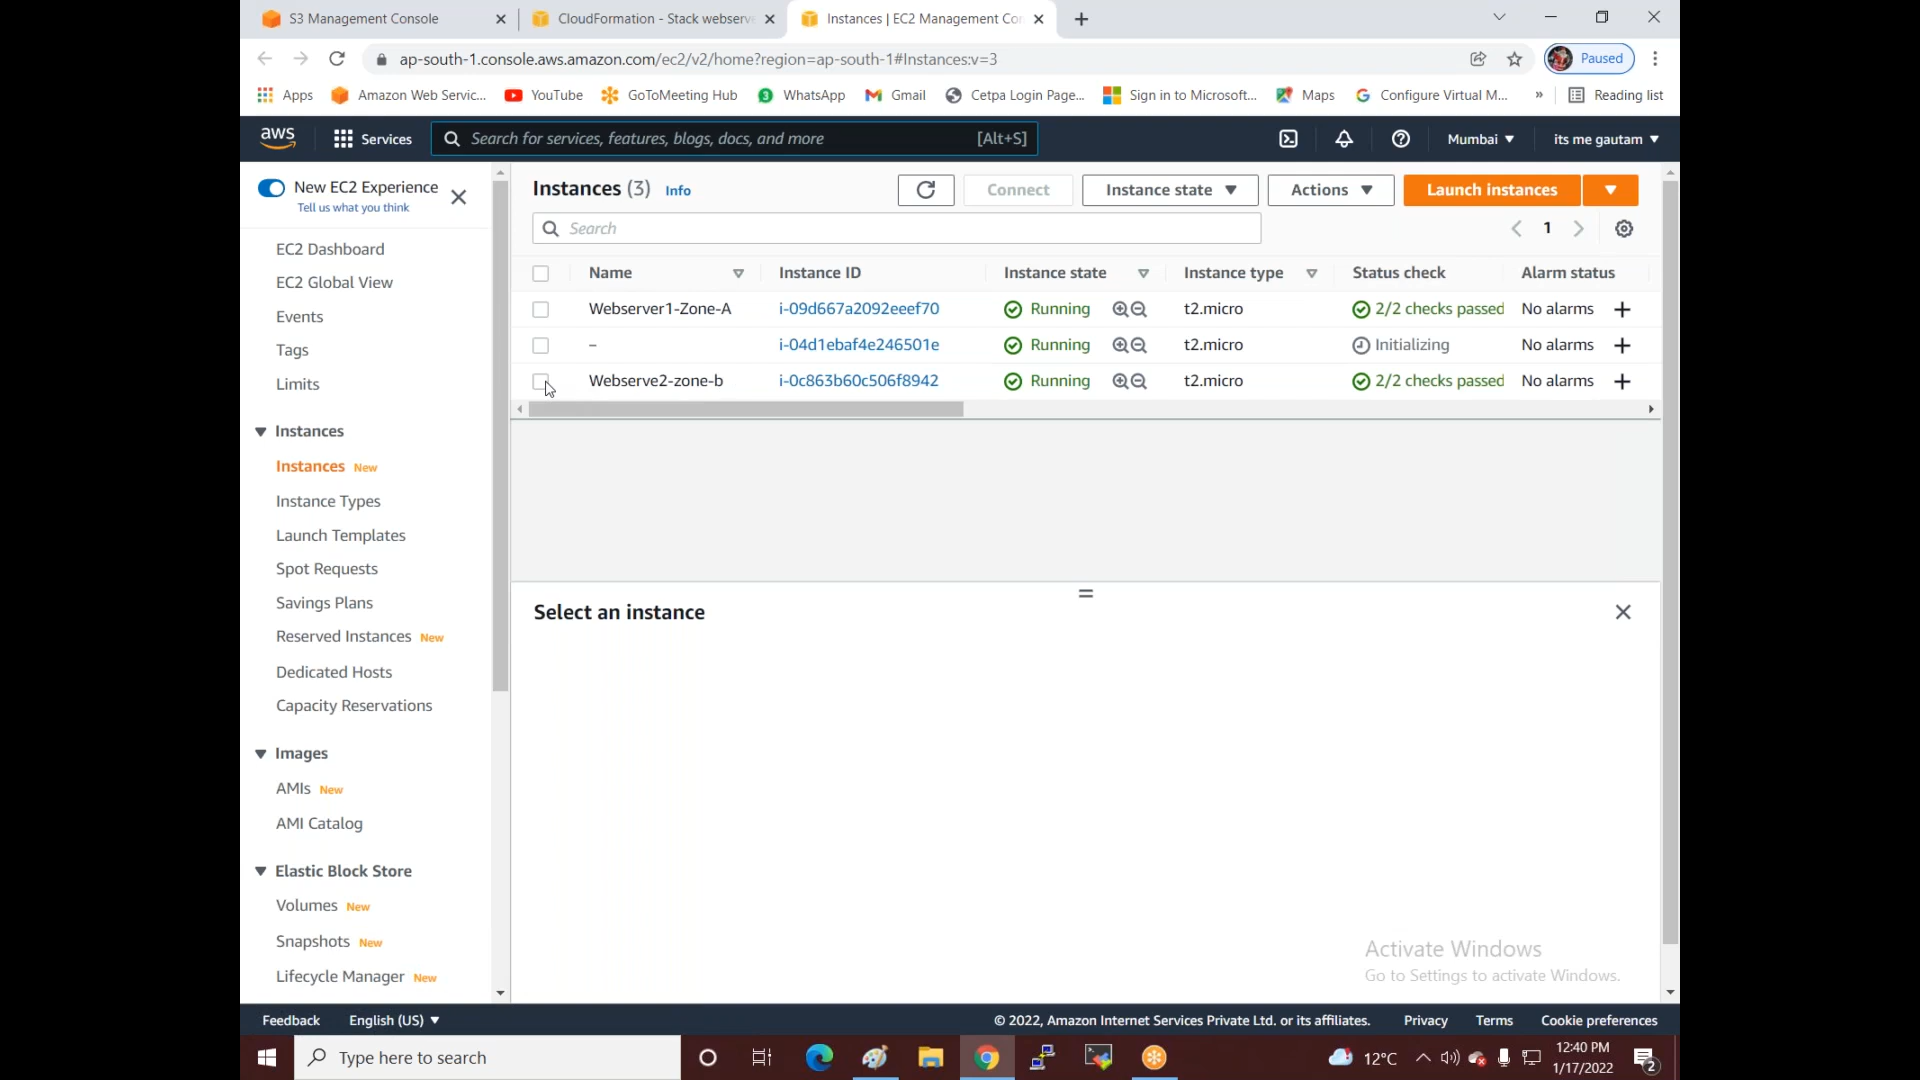 S3 Management Console
CloudFormation - Stack webserve
Instances | EC2 Management Con
ap-south-1.console.aws.amazon.com/ec2/v2/home?region=ap-south-1#Instances:v=3
Paused
Apps
Amazon Web Servic...
YouTube
GoToMeeting Hub
3
WhatsApp
Gmail
Cetpa Login Page...
Sign in to Microsoft...
Maps
Configure Virtual M...
»
Reading list
aws
Services
Search for services, features, blogs, docs, and more
[Alt+S]
Mumbai
its me gautam
New EC2 Experience
Tell us what you think
EC2 Dashboard
EC2 Global View
Events
Tags
Limits
Instances
Instances New
Instance Types
Launch Templates
Spot Requests
Savings Plans
Reserved Instances New
Dedicated Hosts
Capacity Reservations
Images
AMIs New
AMI Catalog
Elastic Block Store
Volumes New
Snapshots New
Lifecycle Manager New
Instances (3) Info
Connect
Instance state
Actions
Launch instances
Search
1
Name Instance ID Instance state Instance type Status check Alarm status
Webserver1-Zone-A i-09d667a2092eeef70 Running t2.micro 2/2 checks passed No alarms +
– i-04d1ebaf4e246501e Running t2.micro Initializing No alarms +
Webserve2-zone-b i-0c863b60c506f8942 Running t2.micro 2/2 checks passed No alarms +
Select an instance
Activate Windows
Go to Settings to activate Windows.
Feedback
English (US)
© 2022, Amazon Internet Services Private Ltd. or its affiliates.
Privacy
Terms
Cookie preferences
Type here to search
12°C
12:40 PM
1/17/2022
2